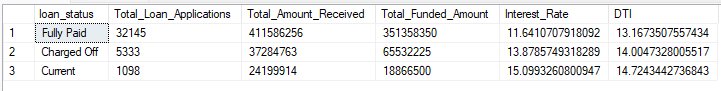 loan_status Total_Loan_Applications Total_Amount_Received Total_Funded_Amount Interest_Rate DTI
1 Fully Paid 32145 411586256 351358350 11.6410707918092 13.1673507557434
2 Charged Off 5333 37284763 65532225 13.8785749318289 14.0047328005517
3 Current 1098 24199914 18866500 15.0993260800947 14.7243442736843